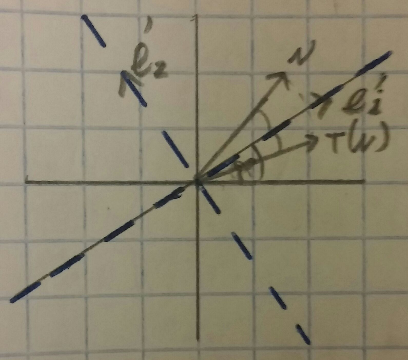 e'₂
v
e'₁
T(v)
α